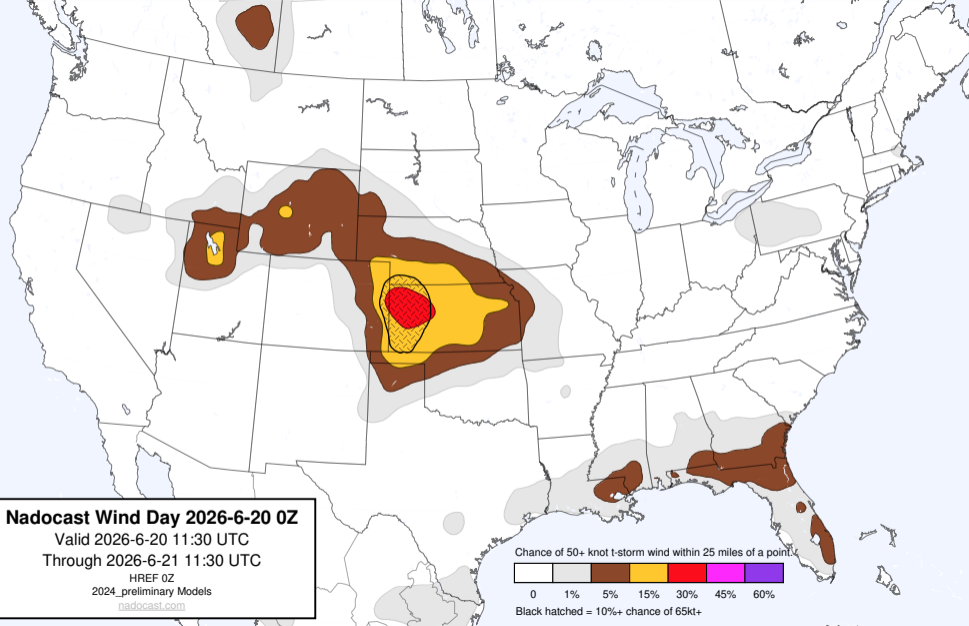 Nadocast Wind Day 2026-6-20 0Z
Valid 2026-6-20 11:30 UTC
Through 2026-6-21 11:30 UTC
HREF 0Z
2024_preliminary Models
nadocast.com
Chance of 50+ knot t-storm wind within 25 miles of a point.
0 1% 5% 15% 30% 45% 60%
Black hatched = 10%+ chance of 65kt+